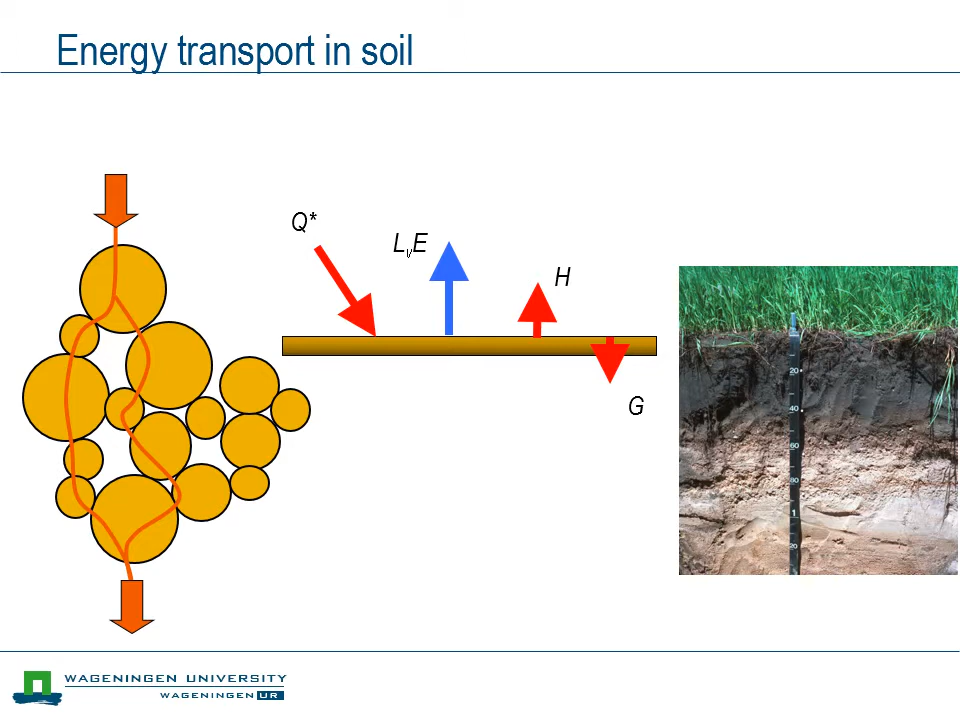 Energy transport in soil
Q*
LvE
H
G
20
40
60
80
1
20
WAGENINGEN UNIVERSITY
WAGENINGEN UR